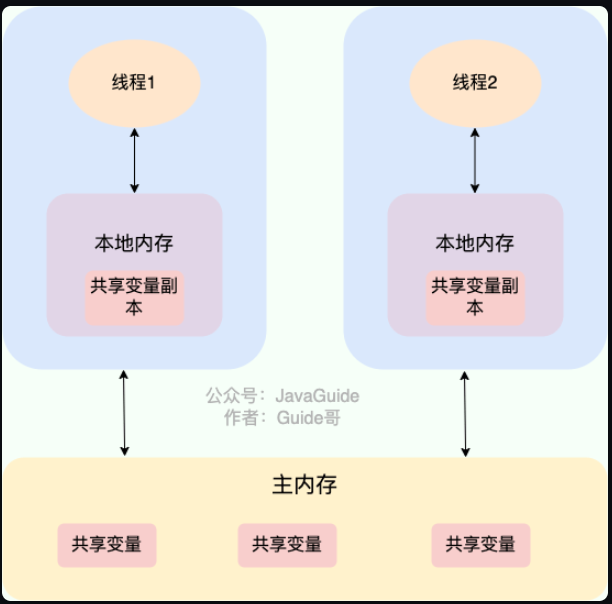 线程1
线程2
本地内存
共享变量副
本
本地内存
共享变量副
本
公众号：JavaGuide
作者：Guide哥
主内存
共享变量
共享变量
共享变量